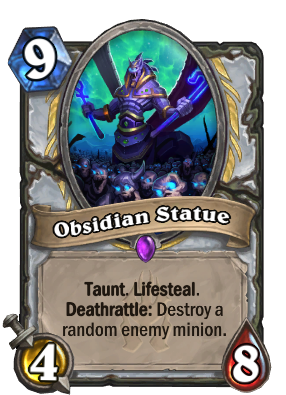 9
Obsidian Statue
Taunt. Lifesteal.
Deathrattle: Destroy a
random enemy minion.
4
8